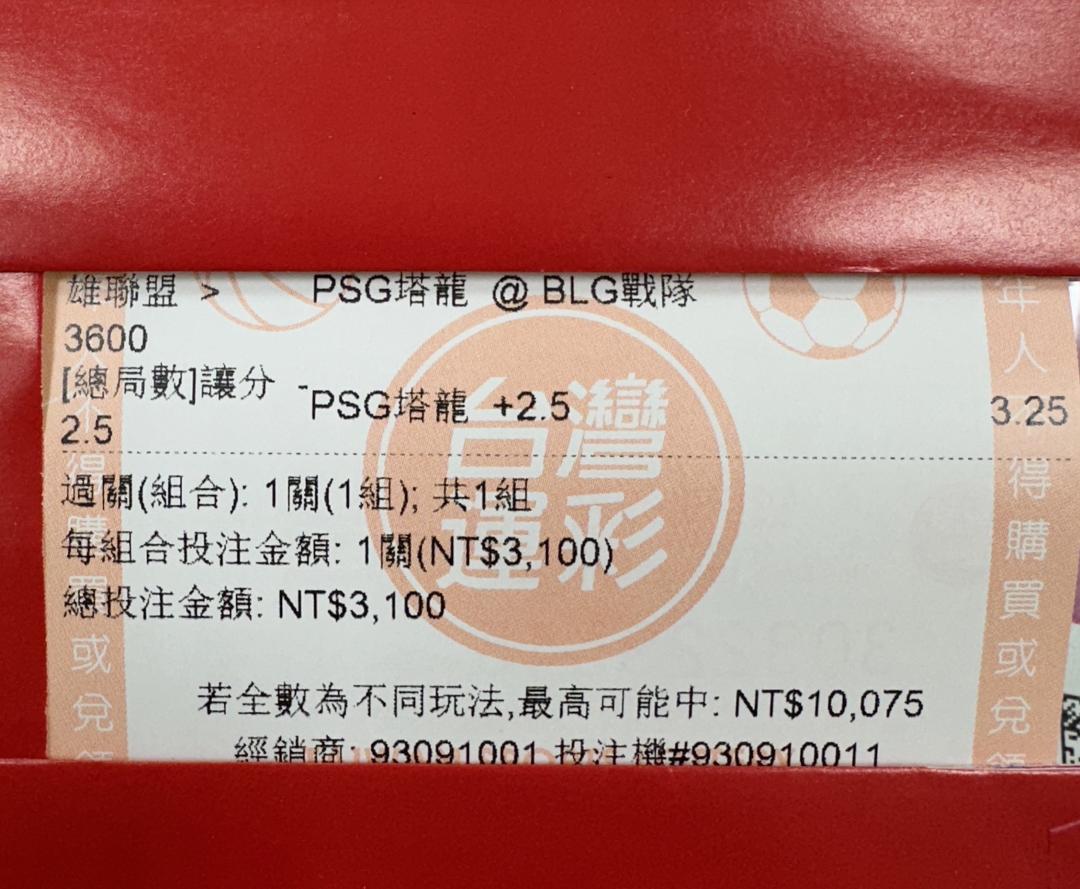 雄聯盟 > PSG塔龍 @ BLG戰隊
3600
[總局數]讓分 -
2.5 PSG塔龍 +2.5 3.25
過關(組合): 1關(1組); 共1組
每組合投注金額: 1關(NT$3,100)
總投注金額: NT$3,100
若全數為不同玩法,最高可能中: NT$10,075
經銷商: 93091001 投注機#930910011
台灣
運彩
年人不得購買或兌
得購買或兌